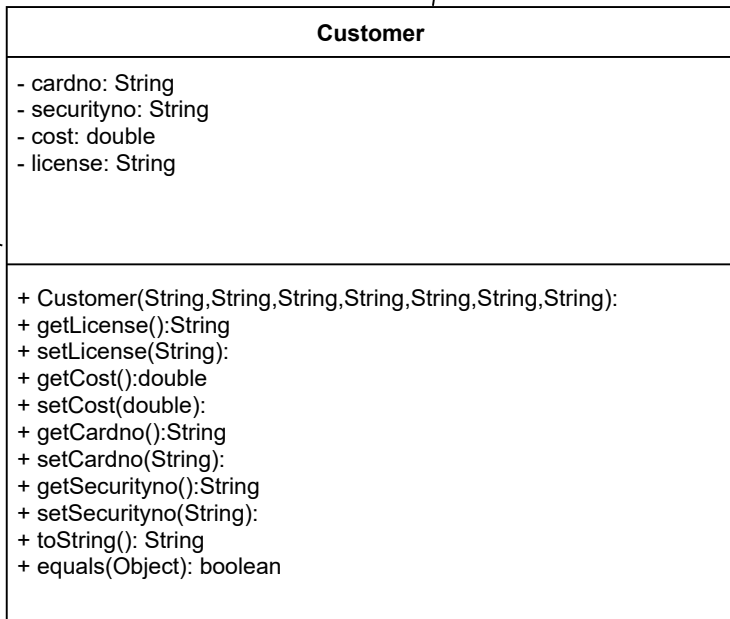 Customer
- cardno: String
- securityno: String
- cost: double
- license: String
+ Customer(String,String,String,String,String,String,String):
+ getLicense():String
+ setLicense(String):
+ getCost():double
+ setCost(double):
+ getCardno():String
+ setCardno(String):
+ getSecurityno():String
+ setSecurityno(String):
+ toString(): String
+ equals(Object): boolean